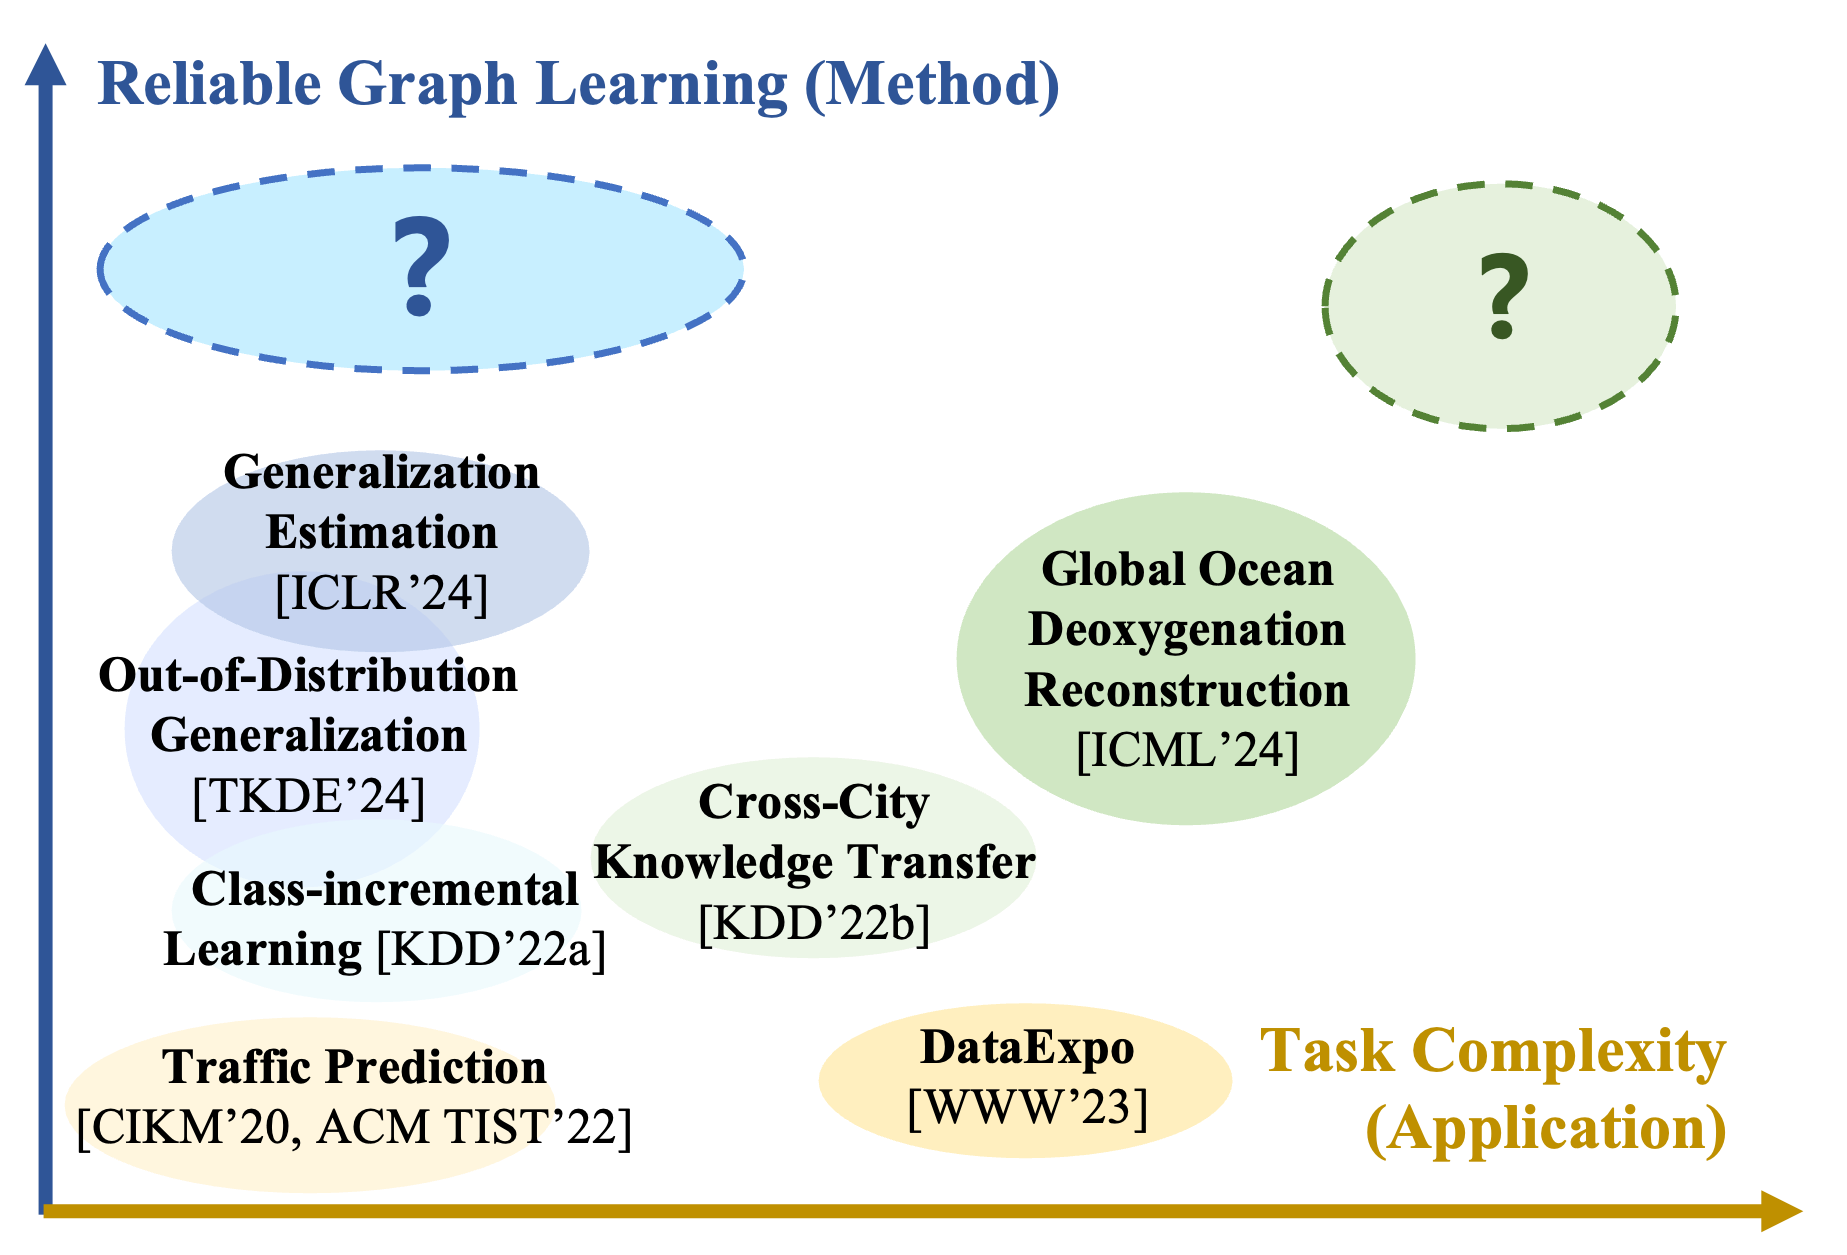 Reliable Graph Learning (Method)
?
?
Generalization
Estimation
[ICLR’24]
Out-of-Distribution
Generalization
[TKDE’24]
Class-incremental
Learning [KDD’22a]
Cross-City
Knowledge Transfer
[KDD’22b]
Global Ocean
Deoxygenation
Reconstruction
[ICML’24]
Traffic Prediction
[CIKM’20, ACM TIST’22]
DataExpo
[WWW’23]
Task Complexity
(Application)